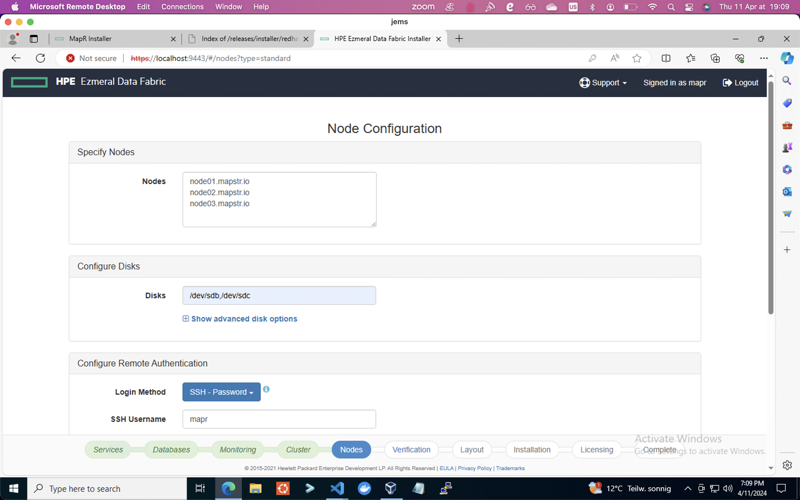 Microsoft Remote Desktop Edit Connections Window Help zoom US Thu 11 Apr at 19:09
jems
MapR Installer
Index of /releases/installer/redha
HPE Ezmeral Data Fabric Installer
Not secure https://localhost:9443/#/nodes?type=standard
HPE Ezmeral Data Fabric Support Signed in as mapr Logout
Node Configuration
Specify Nodes
Nodes
node01.mapstr.io
node02.mapstr.io
node03.mapstr.io
Configure Disks
Disks /dev/sdb,/dev/sdc
Show advanced disk options
Configure Remote Authentication
Login Method SSH - Password
SSH Username mapr
Services Databases Monitoring Cluster Nodes Verification Layout Installation Licensing Complete
Activate Windows
Go to Settings to activate Windows.
© 2015-2021 Hewlett Packard Enterprise Development LP. All Rights Reserved | EULA | Privacy Policy | Trademarks
Type here to search
12°C Teilw. sonnig
7:09 PM
4/11/2024